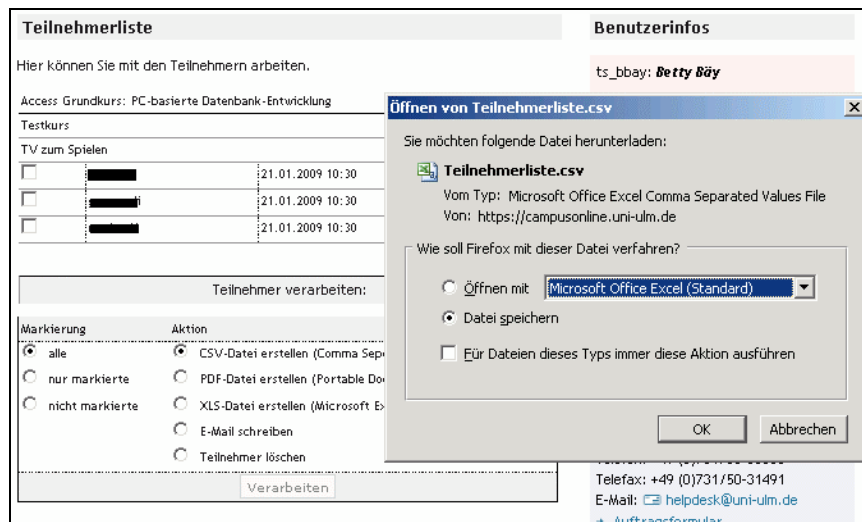 Teilnehmerliste
Hier können Sie mit den Teilnehmern arbeiten.
Access Grundkurs: PC-basierte Datenbank-Entwicklung
Testkurs
TV zum Spielen
21.01.2009 10:30
21.01.2009 10:30
21.01.2009 10:30
Teilnehmer verarbeiten:
Markierung Aktion
alle CSV-Datei erstellen (Comma
nur markierte PDF-Datei erstellen (Portable
nicht markierte XLS-Datei erstellen (Microsoft
E-Mail schreiben
Teilnehmer löschen
Verarbeiten
Benutzerinfos
ts_bbay: Betty Bäy
Öffnen von Teilnehmerliste.csv
Sie möchten folgende Datei herunterladen:
Teilnehmerliste.csv
Vom Typ: Microsoft Office Excel Comma Separated Values File
Von: https://campusonline.uni-ulm.de
Wie soll Firefox mit dieser Datei verfahren?
Öffnen mit Microsoft Office Excel (Standard)
Datei speichern
Für Dateien dieses Typs immer diese Aktion ausführen
OK Abbrechen
Telefax: +49 (0)731/50-31491
E-Mail: helpdesk@uni-ulm.de
Auftragsformular